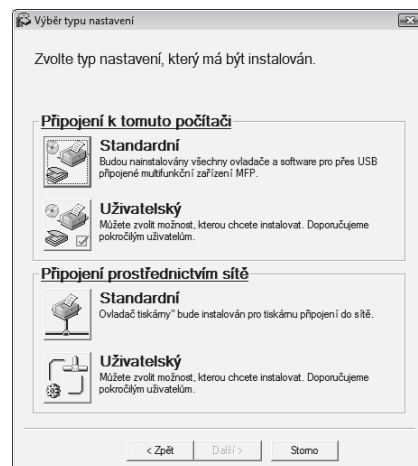 Výběr typu nastavení
Zvolte typ nastavení, který má být instalován.
Připojení k tomuto počítači
Standardní
Budou nainstalovány všechny ovladače a software pro přes USB
připojené multifunkční zařízení MFP.
Uživatelský
Můžete zvolit možnost, kterou chcete instalovat. Doporučujeme
pokročilým uživatelům.
Připojení prostřednictvím sítě
Standardní
Ovladač tiskárny" bude instalován pro tiskárnu připojení do sítě.
Uživatelský
Můžete zvolit možnost, kterou chcete instalovat. Doporučujeme
pokročilým uživatelům.
< Zpět Další > Storno